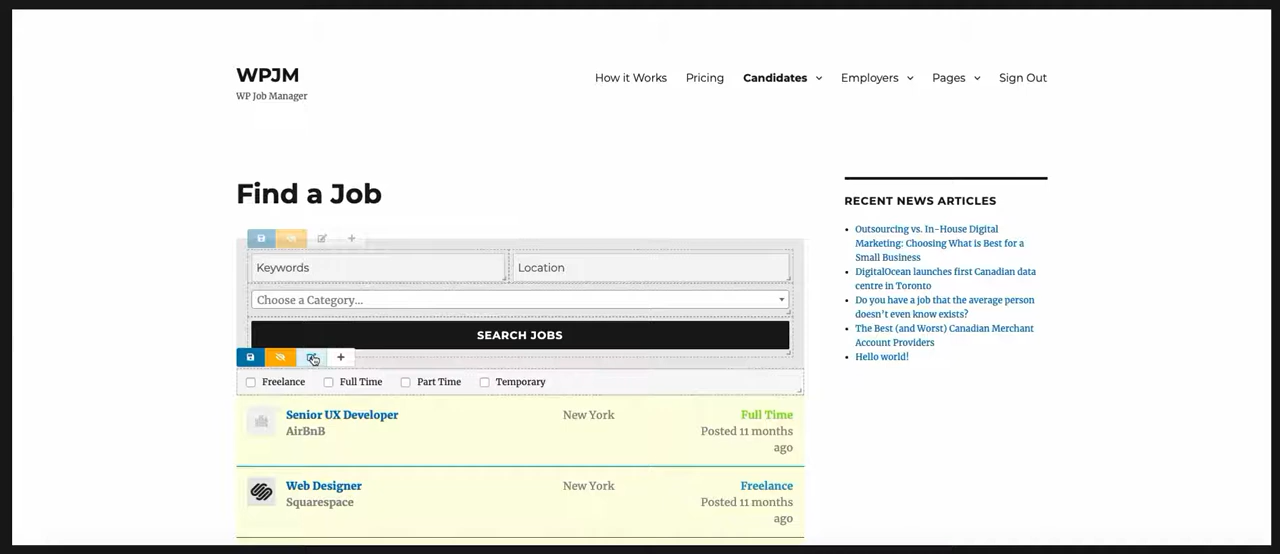 WPJM
WP Job Manager
How it Works
Pricing
Candidates
Employers
Pages
Sign Out
Find a Job
Keywords
Location
Choose a Category...
SEARCH JOBS
Freelance
Full Time
Part Time
Temporary
Senior UX Developer
AirBnB
New York
Full Time
Posted 11 months
ago
Web Designer
Squarespace
New York
Freelance
Posted 11 months
ago
RECENT NEWS ARTICLES
Outsourcing vs. In-House Digital
Marketing: Choosing What is Best for a
Small Business
DigitalOcean launches first Canadian data
centre in Toronto
Do you have a job that the average person
doesn't even know exists?
The Best (and Worst) Canadian Merchant
Account Providers
Hello world!